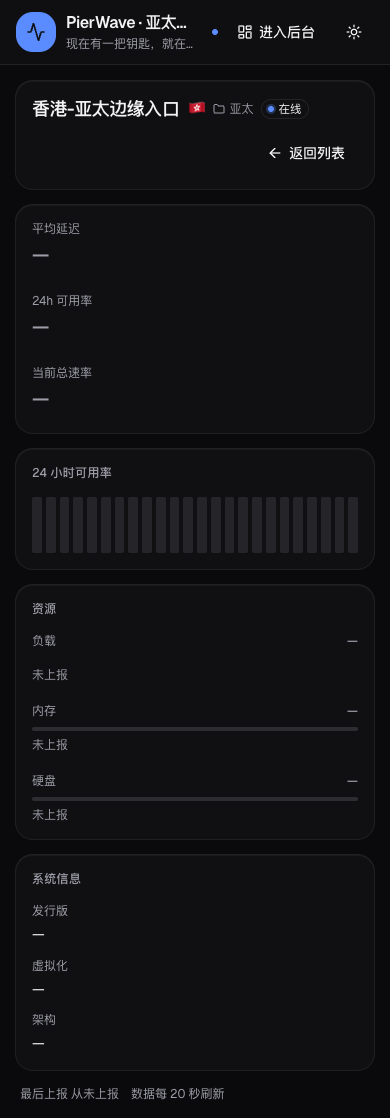 PierWave · 亚太...
现在有一把钥匙，就在...
进入后台
香港-亚太边缘入口 🇭🇰 亚太 在线
← 返回列表
平均延迟
—
24h 可用率
—
当前总速率
—
24 小时可用率
资源
负载 —
未上报
内存 —
未上报
硬盘 —
未上报
系统信息
发行版
—
虚拟化
—
架构
—
最后上报 从未上报 数据每 20 秒刷新